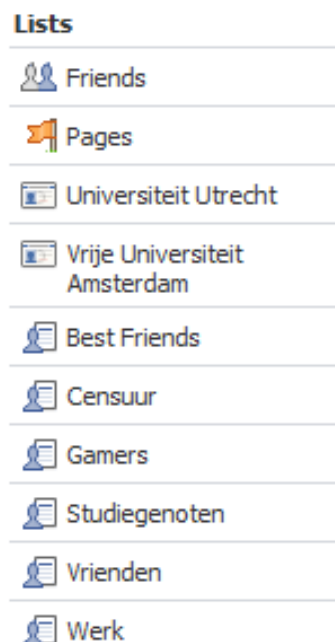 Lists
Friends
Pages
Universiteit Utrecht
Vrije Universiteit
Amsterdam
Best Friends
Censuur
Gamers
Studiegenoten
Vrienden
Werk